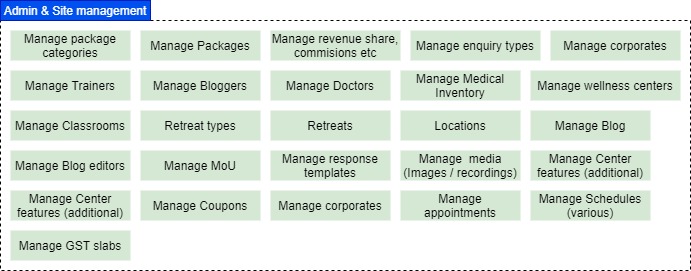 Admin & Site management
Manage package
categories
Manage Packages
Manage revenue share,
commisions etc
Manage enquiry types
Manage corporates
Manage Trainers
Manage Bloggers
Manage Doctors
Manage Medical
Inventory
Manage wellness centers
Manage Classrooms
Retreat types
Retreats
Locations
Manage Blog
Manage Blog editors
Manage MoU
Manage response
templates
Manage  media
(Images / recordings)
Manage Center
features (additional)
Manage Center
features (additional)
Manage Coupons
Manage corporates
Manage
appointments
Manage Schedules
(various)
Manage GST slabs